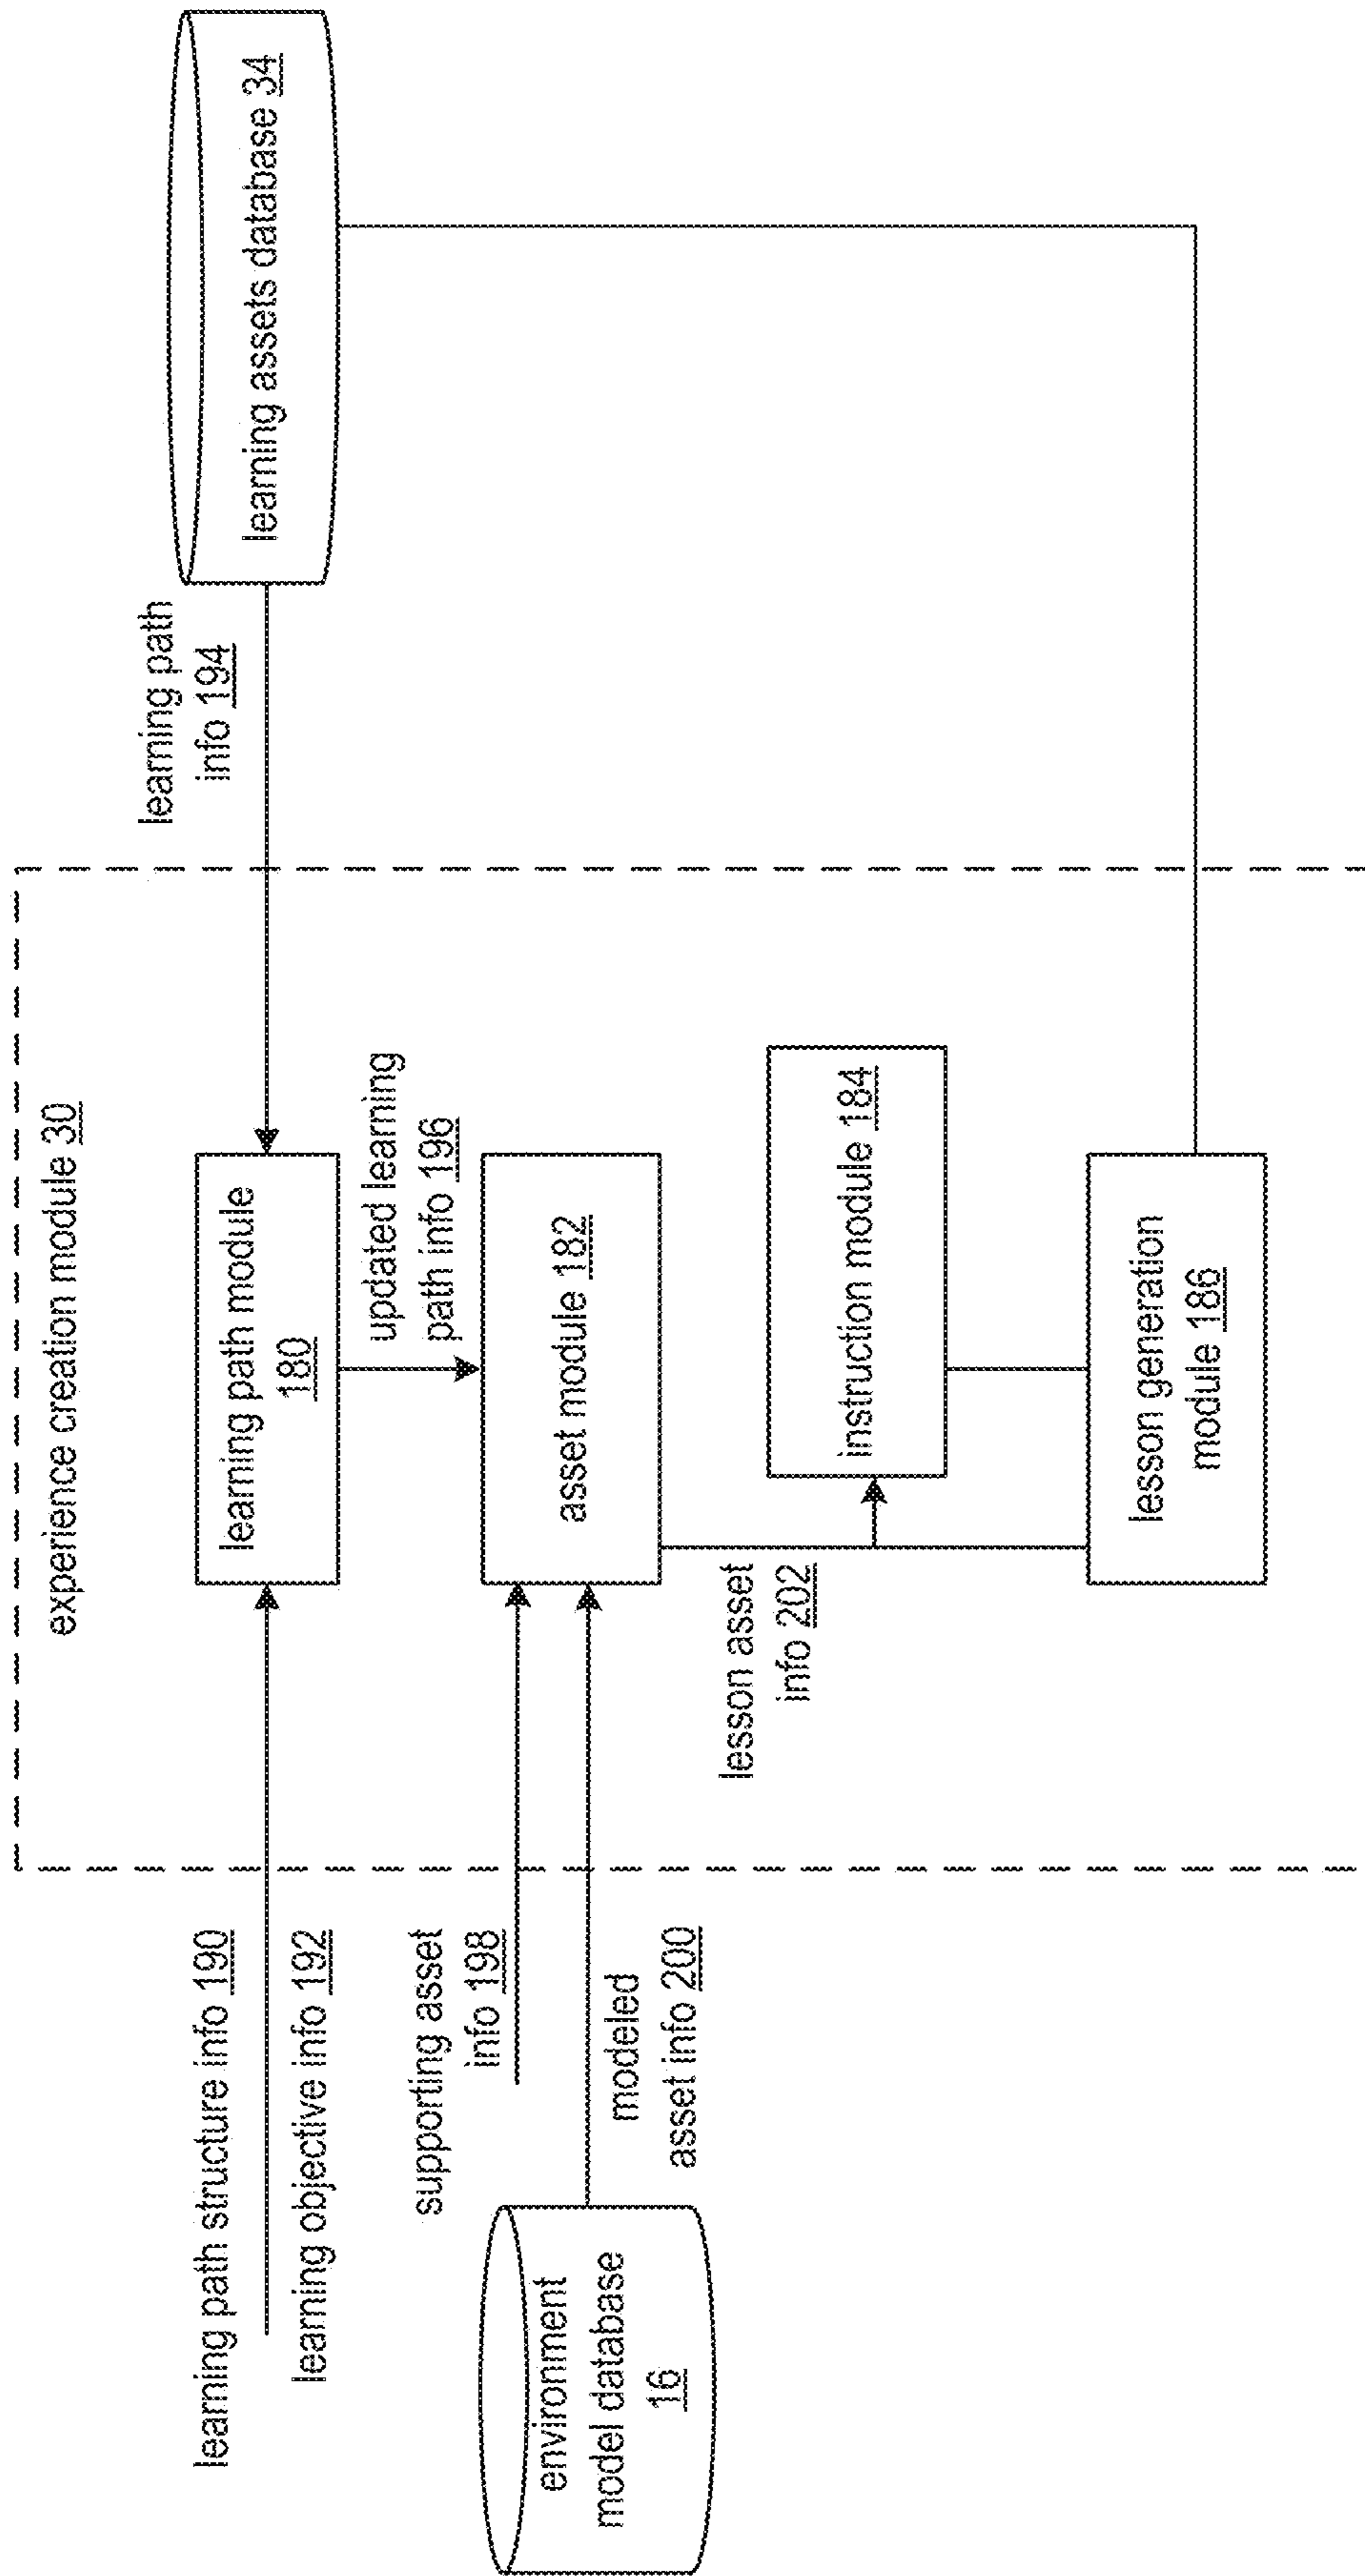 experience creation module 30
learning path structure info 190
learning objective info 192
learning path module
180
learning path
info 194
learning assets database 34
updated learning
path info 196
supporting asset
info 198
environment
model database
16
modeled
asset info 200
asset module 182
lesson asset
info 202
instruction module 184
lesson generation
module 186